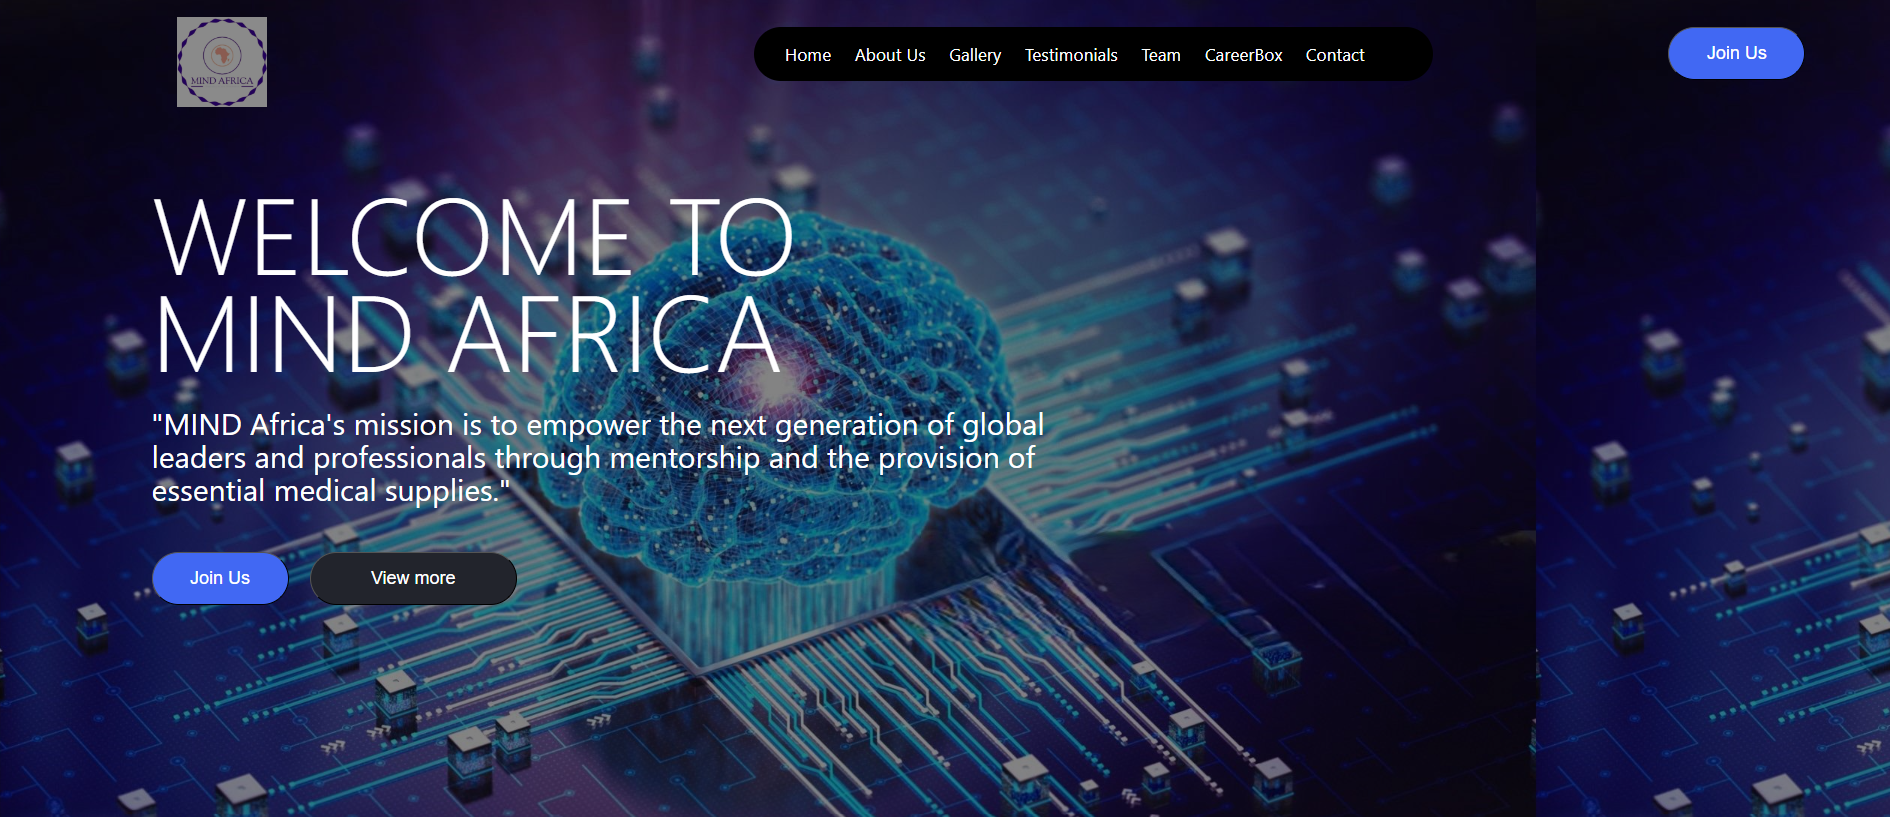 MIND AFRICA
Home About Us Gallery Testimonials Team CareerBox Contact
Join Us
WELCOME TO
MIND AFRICA
"MIND Africa's mission is to empower the next generation of global
leaders and professionals through mentorship and the provision of
essential medical supplies."
Join Us
View more